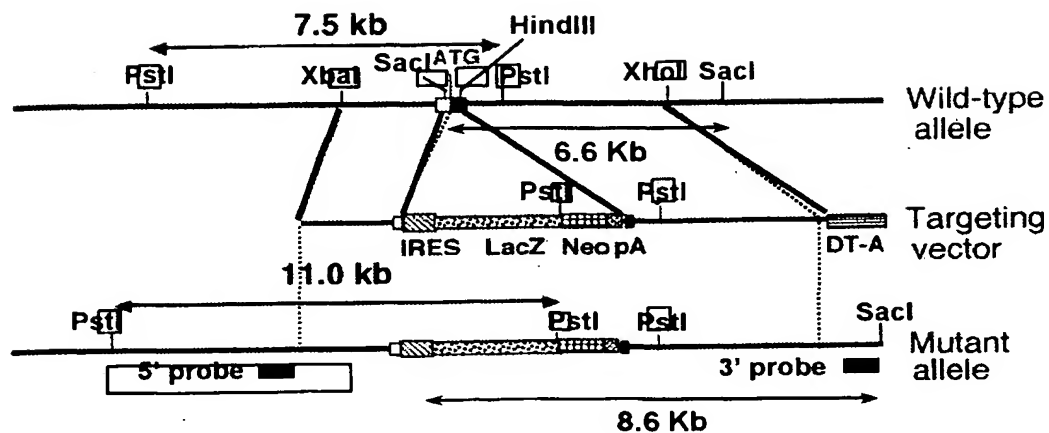 7.5 kb
HindIII
PstI
XbaI
SacI
ATG
PstI
XhoI
SacI
Wild-type allele
6.6 Kb
PstI
PstI
Targeting vector
IRES
LacZ
Neo
pA
DT-A
11.0 kb
PstI
PstI
PstI
SacI
Mutant allele
5' probe
3' probe
8.6 Kb